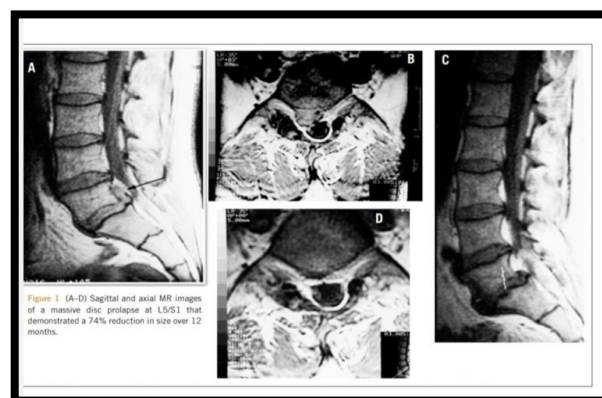 A
B
C
D
Figure 1 (A–D) Sagittal and axial MR images
of a massive disc prolapse at L5/S1 that
demonstrated a 74% reduction in size over 12
months.